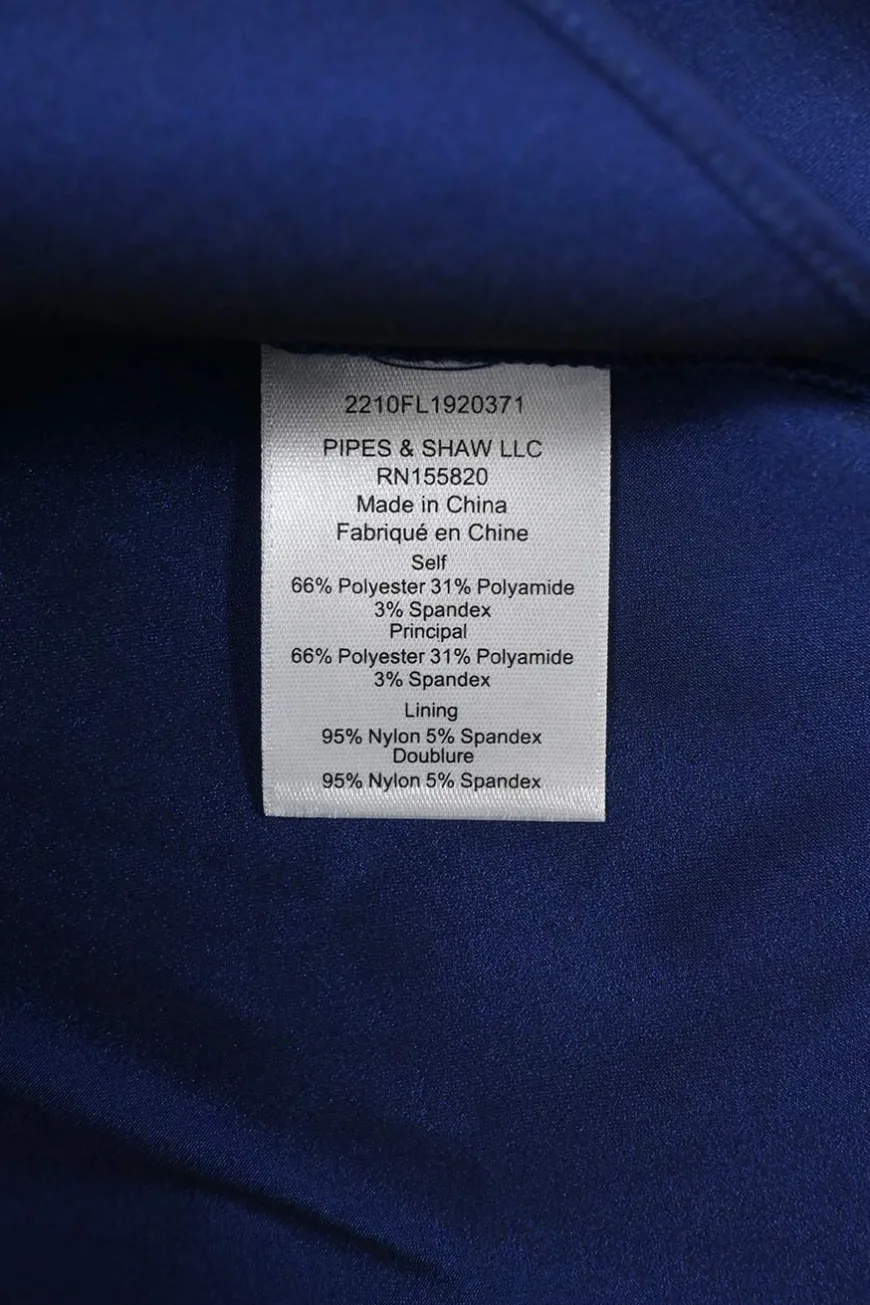 2210FL1920371
PIPES & SHAW LLC
RN155820
Made in China
Fabriqué en Chine
Self
66% Polyester 31% Polyamide
3% Spandex
Principal
66% Polyester 31% Polyamide
3% Spandex
Lining
95% Nylon 5% Spandex
Doublure
95% Nylon 5% Spandex